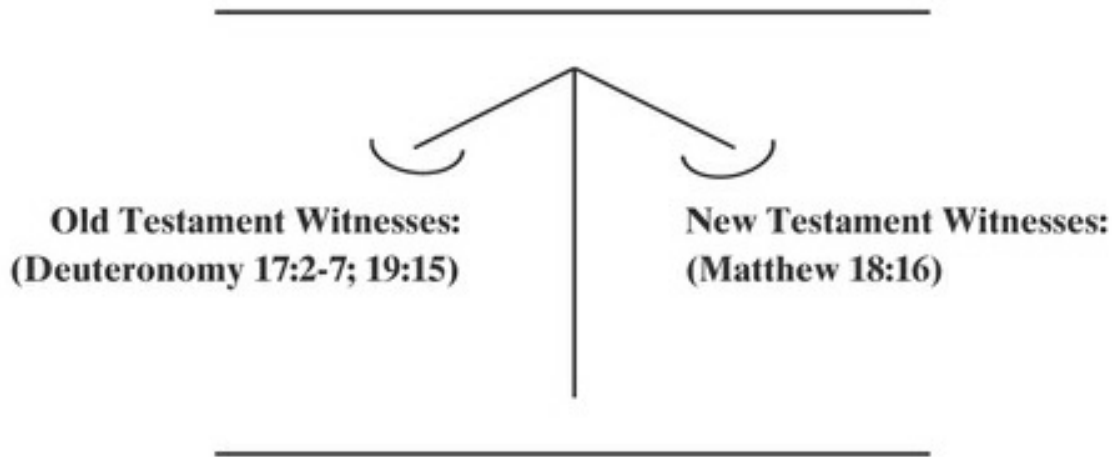 Old Testament Witnesses:
(Deuteronomy 17:2-7; 19:15)
New Testament Witnesses:
(Matthew 18:16)